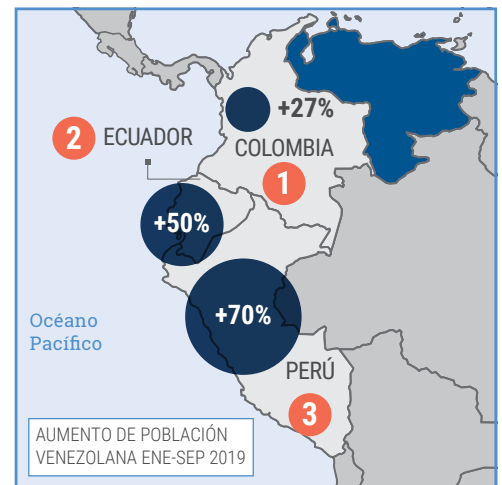 +27%
2 ECUADOR
COLOMBIA
1
+50%
+70%
Océano
Pacífico
PERÚ
3
AUMENTO DE POBLACIÓN
VENEZOLANA ENE-SEP 2019